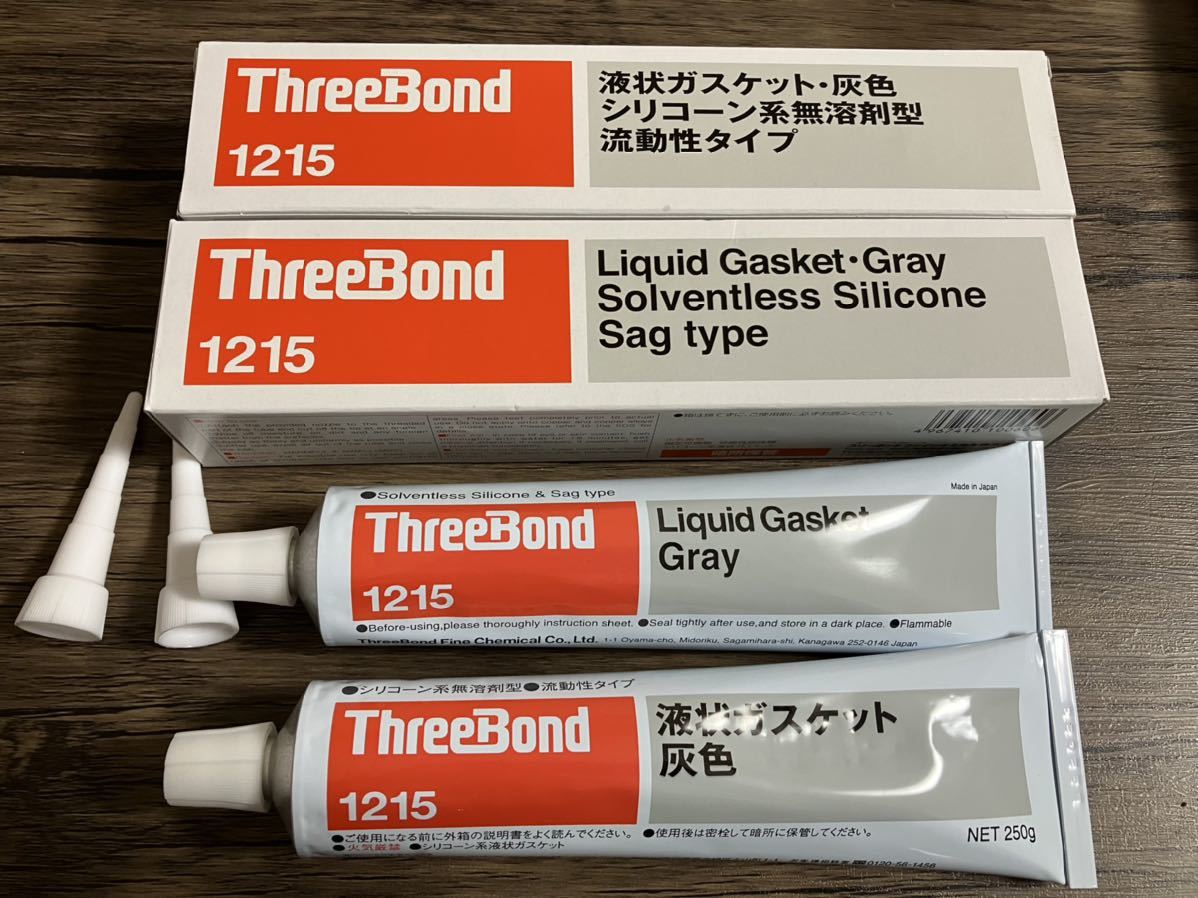 ThreeBond
1215
液状ガスケット・灰色
シリコーン系無溶剤型
流動性タイプ
ThreeBond
1215
Liquid Gasket・Gray
Solventless Silicone
Sag type
●Solventless Silicone & Sag type
Made in Japan
ThreeBond
1215
Liquid Gasket
Gray
●Before-using,please thoroughly instruction sheet. ●Seal tightly after use,and store in a dark place. ●Flammable
ThreeBond Fine Chemical Co., Ltd. 1-1 Oyama-cho, Midoriku, Sagamihara-shi, Kanagawa 252-0146 Japan
●シリコーン系無溶剤型●流動性タイプ
ThreeBond
1215
液状ガスケット
灰色
NET 250g
●ご使用になる前に外箱の説明書をよく読んでください。 ●使用後は密栓して暗所に保管してください。
●火気厳禁 ●シリコーン系液状ガスケット
0120-56-1456